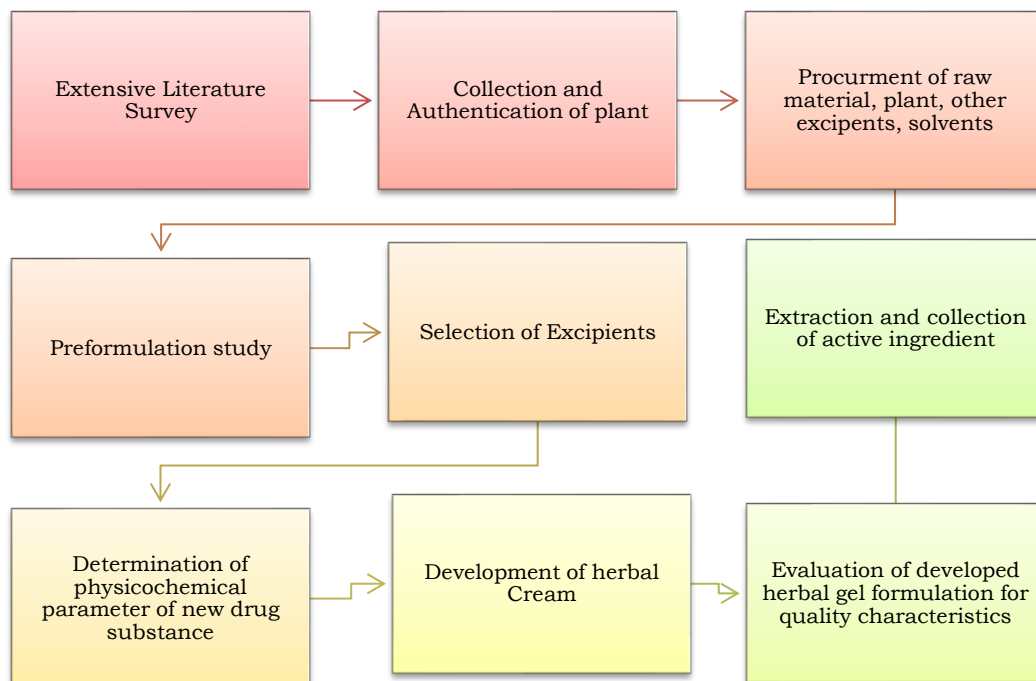 Extensive Literature
Survey
Collection and
Authentication of plant
Procurment of raw
material, plant, other
excipents, solvents
Preformulation study
Selection of Excipients
Extraction and collection
of active ingredient
Determination of
physicochemical
parameter of new drug
substance
Development of herbal
Cream
Evaluation of developed
herbal gel formulation for
quality characteristics